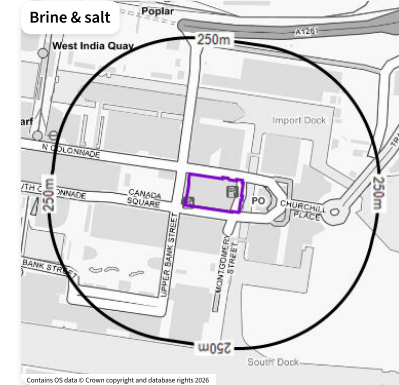 Brine & salt
Poplar
A1261
250m
West India Quay
Import Dock
arf
N COLONNADE
250m
250m
UTH COLONNADE
CANADA
SQUARE
PO
CHURCHILL
PLACE
TRA
UPPER BANK STREET
MONTGOMERY
STREET
BANK STREET
250m
South Dock
Contains OS data © Crown copyright and database rights 2026